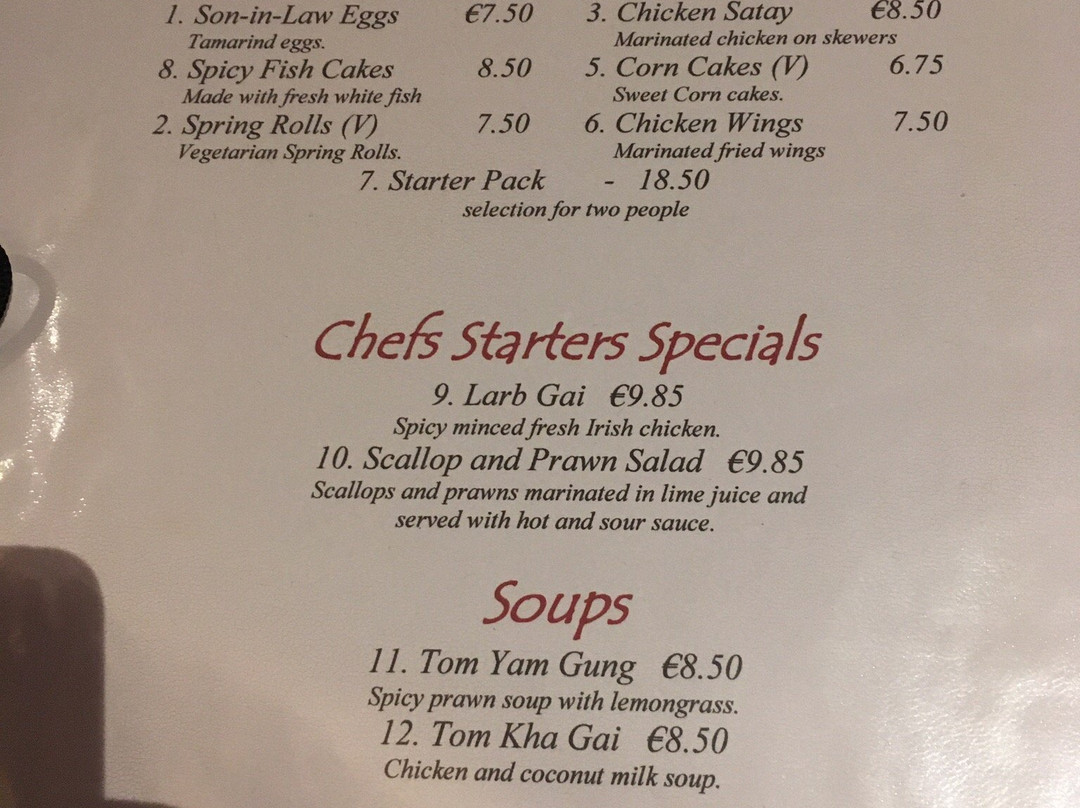 1. Son-in-Law Eggs €7.50 3. Chicken Satay €8.50
Tamarind eggs. Marinated chicken on skewers
8. Spicy Fish Cakes 8.50 5. Corn Cakes (V) 6.75
Made with fresh white fish Sweet Corn cakes.
2. Spring Rolls (V) 7.50 6. Chicken Wings 7.50
Vegetarian Spring Rolls. Marinated fried wings
7. Starter Pack - 18.50
selection for two people
Chefs Starters Specials
9. Larb Gai €9.85
Spicy minced fresh Irish chicken.
10. Scallop and Prawn Salad €9.85
Scallops and prawns marinated in lime juice and
served with hot and sour sauce.
Soups
11. Tom Yam Gung €8.50
Spicy prawn soup with lemongrass.
12. Tom Kha Gai €8.50
Chicken and coconut milk soup.